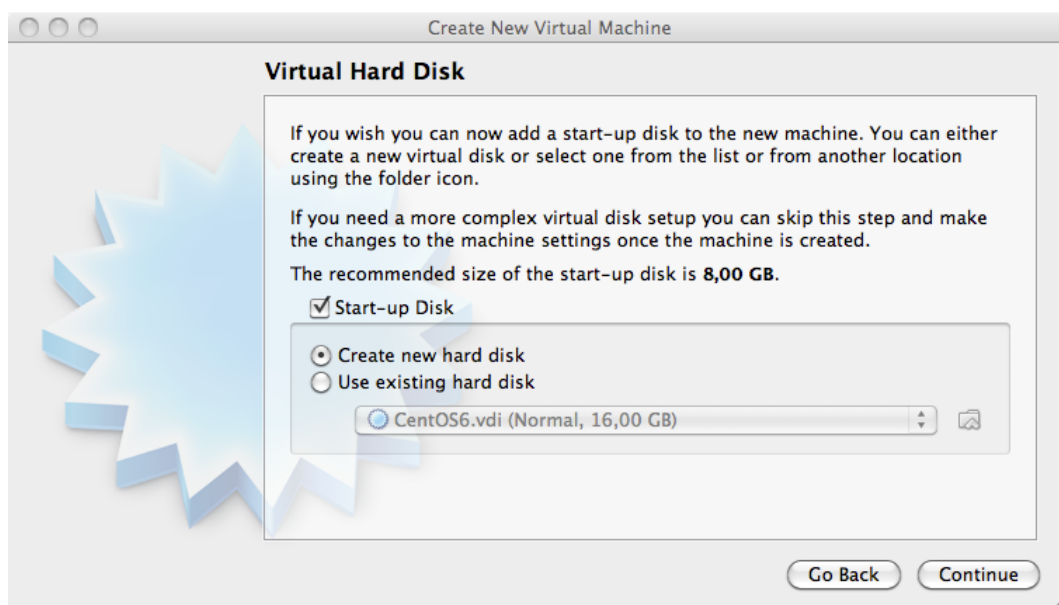 Create New Virtual Machine
Virtual Hard Disk
If you wish you can now add a start-up disk to the new machine. You can either
create a new virtual disk or select one from the list or from another location
using the folder icon.
If you need a more complex virtual disk setup you can skip this step and make
the changes to the machine settings once the machine is created.
The recommended size of the start-up disk is 8,00 GB.
Start-up Disk
Create new hard disk
Use existing hard disk
CentOS6.vdi (Normal, 16,00 GB)
Go Back
Continue